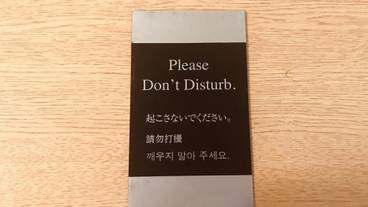 Please
Don't Disturb.
起こさないでください。
請勿打擾
깨우지 말아 주세요.